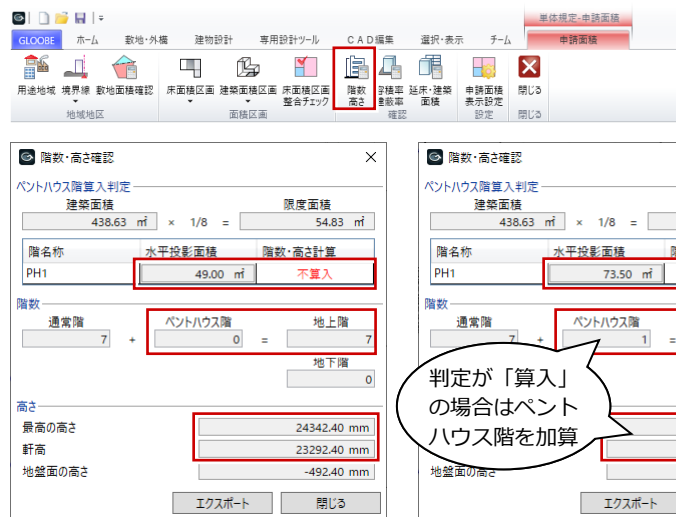 単体規定-申請面積
GLOOBE ホーム 敷地・外構 建物設計 専用設計ツール CAD編集 選択・表示 チーム 申請面積
用途地域 境界線 敷地面積確認 床面積区画 建築面積区画 床面積区画 整合チェック 階数 高さ 容積率 建蔽率 延床・建築 面積 申請面積 表示設定 閉じる
地域地区 面積区画 確認 設定 閉じる
階数・高さ確認
ペントハウス階算入判定
建築面積 限度面積
438.63 ㎡ × 1/8 = 54.83 ㎡
階名称 水平投影面積 階数・高さ計算
PH1 49.00 ㎡ 不算入
階数
通常階 ペントハウス階 地上階
7 + 0 = 7
地下階
0
高さ
最高の高さ 24342.40 mm
軒高 23292.40 mm
地盤面の高さ -492.40 mm
エクスポート 閉じる
階数・高さ確認
ペントハウス階算入判定
建築面積
438.63 ㎡ × 1/8 =
階名称 水平投影面積
PH1 73.50 ㎡
階数
通常階 ペントハウス階
7 + 1 =
判定が「算入」
の場合はペント
ハウス階を加算
地盤面の高さ
エクスポート